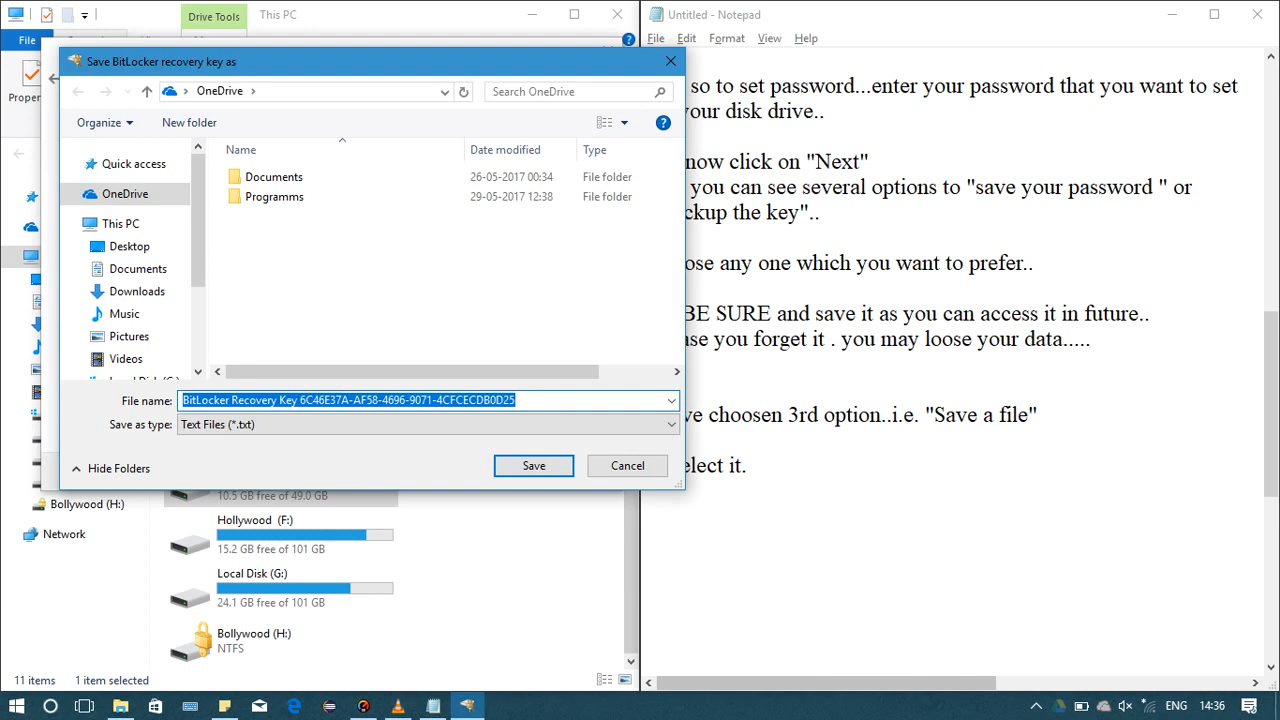 Drive Tools
This PC
File
Proper
Save BitLocker recovery key as
OneDrive
Search OneDrive
Organize
New folder
Name
Date modified
Type
Quick access
OneDrive
This PC
Desktop
Documents
Downloads
Music
Pictures
Videos
Documents
26-05-2017 00:34
File folder
Programms
29-05-2017 12:38
File folder
File name:
BitLocker Recovery Key 6C46E37A-AF58-4696-9071-4CFCECDB0D25
Save as type:
Text Files (*.txt)
Hide Folders
Save
Cancel
10.5 GB free of 49.0 GB
Bollywood (H:)
Network
Hollywood (F:)
15.2 GB free of 101 GB
Local Disk (G:)
24.1 GB free of 101 GB
Bollywood (H:)
NTFS
11 items
1 item selected
Untitled - Notepad
File
Edit
Format
View
Help
so to set password...enter your password that you want to set
your disk drive..
now click on "Next"
you can see several options to "save your password " or
ckup the key"..
ose any one which you want to prefer..
BE SURE and save it as you can access it in future..
ase you forget it . you may loose your data.....
ve choosen 3rd option..i.e. "Save a file"
elect it.
ENG
14:36